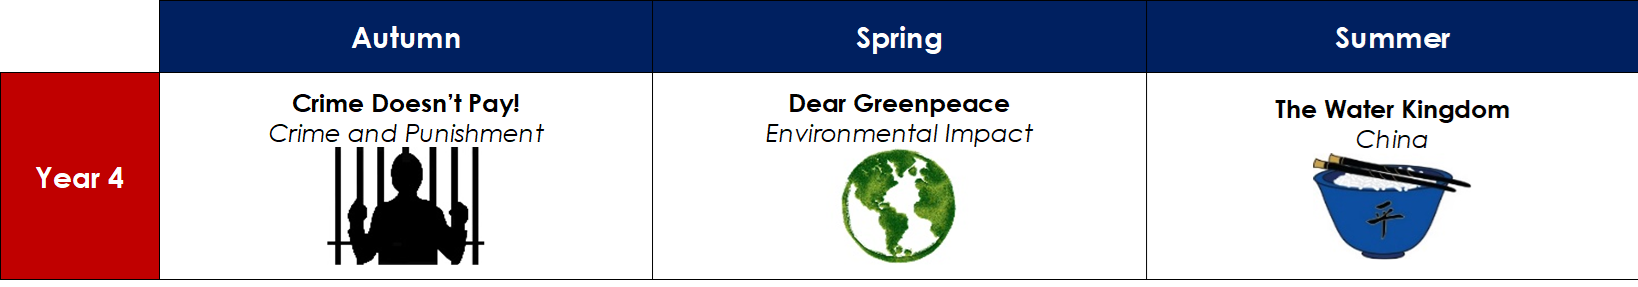 Autumn
Spring
Summer
Year 4
Crime Doesn’t Pay!
Crime and Punishment
Dear Greenpeace
Environmental Impact
The Water Kingdom
China
平